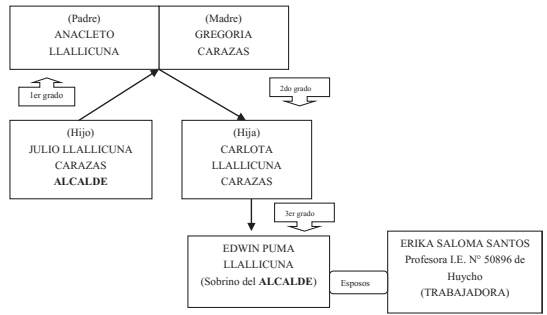 (Padre)
ANACLETO
LLALLICUNA
(Madre)
GREGORIA
CARAZAS
1er grado
2do grado
(Hijo)
JULIO LLALLICUNA
CARAZAS
ALCALDE
(Hija)
CARLOTA
LLALLICUNA
CARAZAS
3er grado
EDWIN PUMA
LLALLICUNA
(Sobrino del ALCALDE)
Esposos
ERIKA SALOMA SANTOS
Profesora I.E. N° 50896 de
Huycho
(TRABAJADORA)